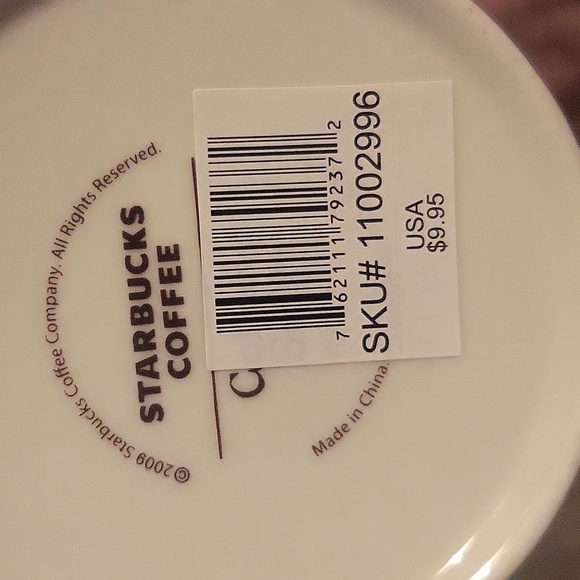 ©2009 Starbucks Coffee Company. All Rights Reserved.
STARBUCKS
COFFEE
Made in China.
7 62111 79237 2
SKU# 11002996
USA
$9.95